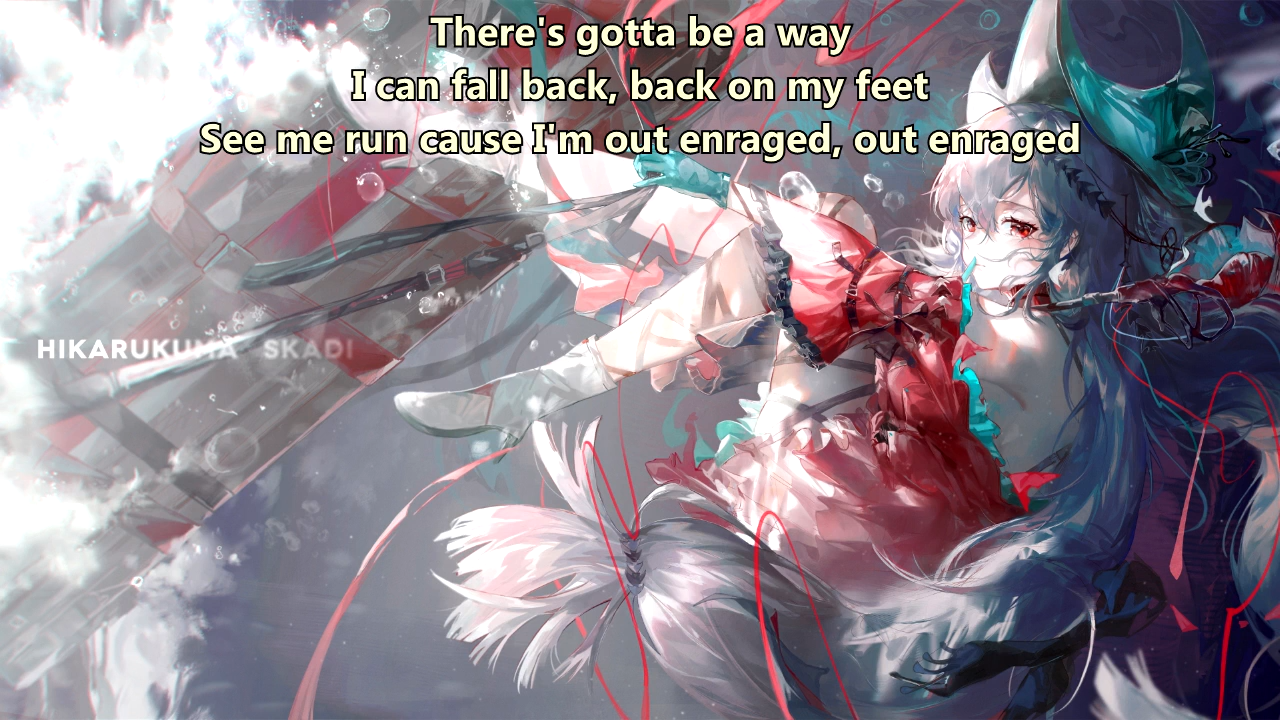 There's gotta be a way
I can fall back, back on my feet
See me run cause I'm out enraged, out enraged
HIKARUKUMA SKADI